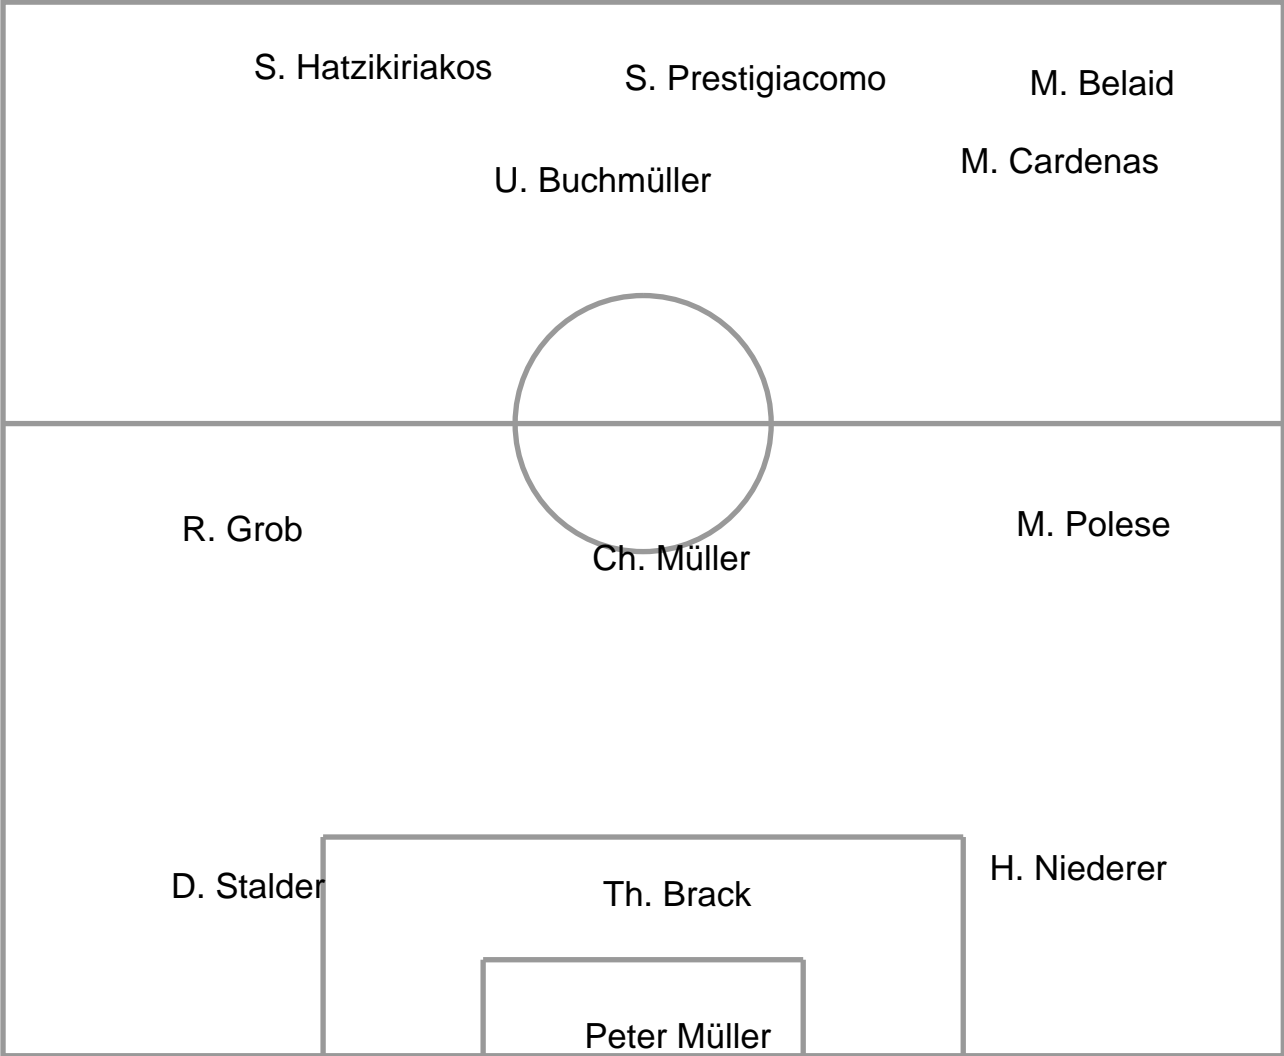 S. Hatzikiriakos
S. Prestigiacomo
M. Belaid
U. Buchmüller
M. Cardenas
R. Grob
Ch. Müller
M. Polese
D. Stalder
Th. Brack
H. Niederer
Peter Müller